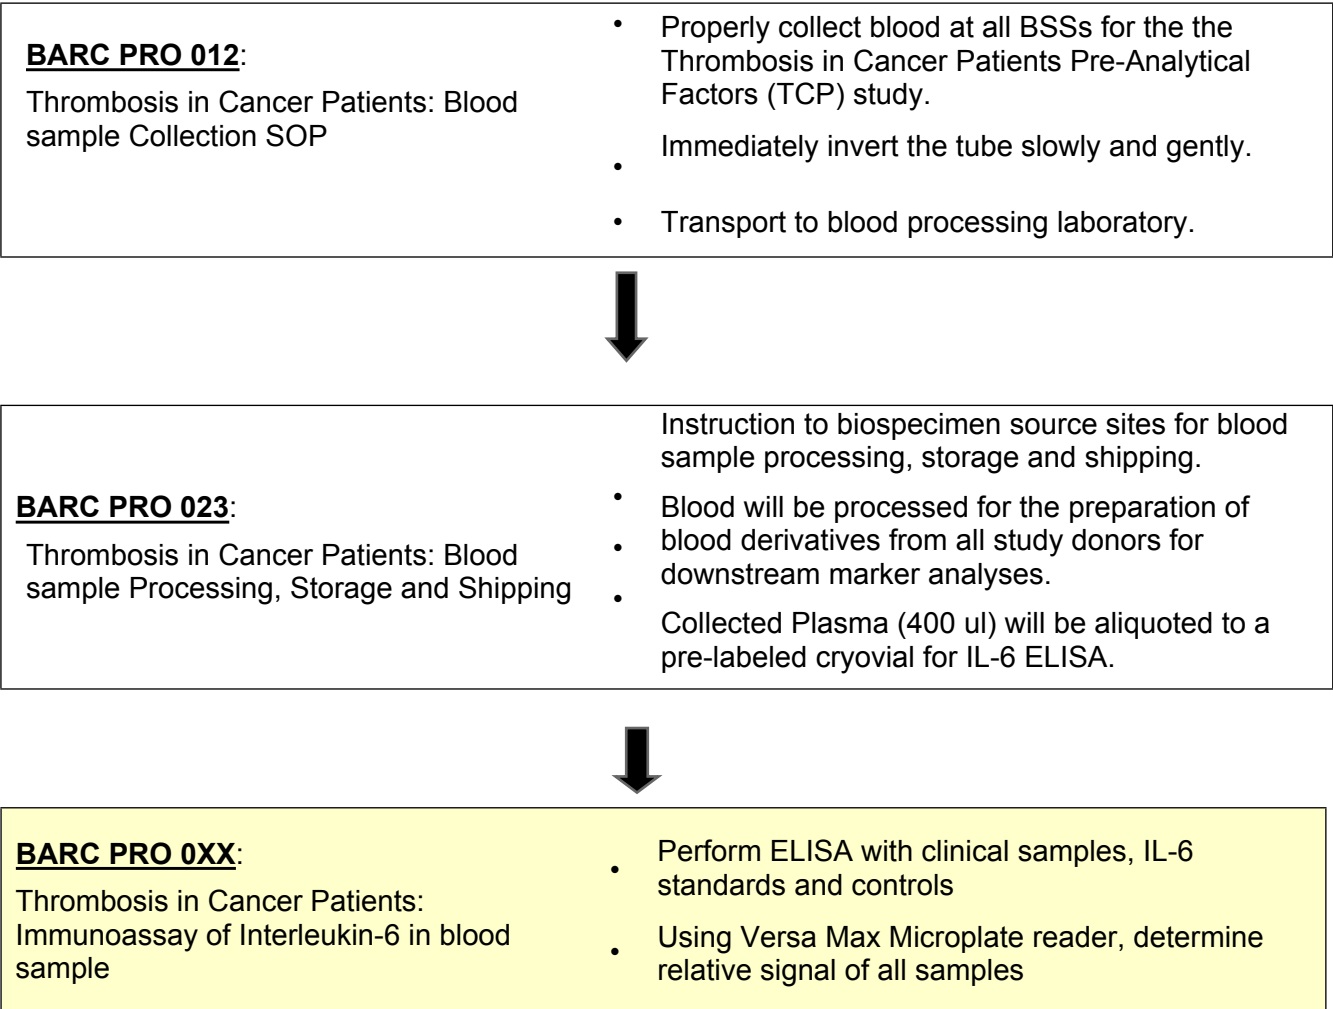 BARC PRO 012:
Thrombosis in Cancer Patients: Blood
sample Collection SOP
• Properly collect blood at all BSSs for the the
Thrombosis in Cancer Patients Pre-Analytical
Factors (TCP) study.
• Immediately invert the tube slowly and gently.
• Transport to blood processing laboratory.
BARC PRO 023:
Thrombosis in Cancer Patients: Blood
sample Processing, Storage and Shipping
• Instruction to biospecimen source sites for blood
sample processing, storage and shipping.
• Blood will be processed for the preparation of
blood derivatives from all study donors for
downstream marker analyses.
• Collected Plasma (400 ul) will be aliquoted to a
pre-labeled cryovial for IL-6 ELISA.
BARC PRO 0XX:
Thrombosis in Cancer Patients:
Immunoassay of Interleukin-6 in blood
sample
• Perform ELISA with clinical samples, IL-6
standards and controls
• Using Versa Max Microplate reader, determine
relative signal of all samples